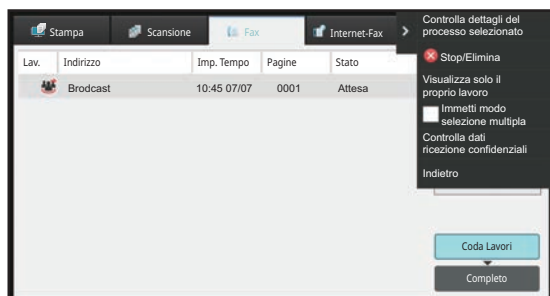 Stampa
Scansione
Fax
Internet-Fax
Lav. Indirizzo Imp. Tempo Pagine Stato
Brodcast 10:45 07/07 0001 Attesa
Controlla dettagli del
processo selezionato
Stop/Elimina
Visualizza solo il
proprio lavoro
Immetti modo
selezione multipla
Controlla dati
ricezione confidenziali
Indietro
Coda Lavori
Completo